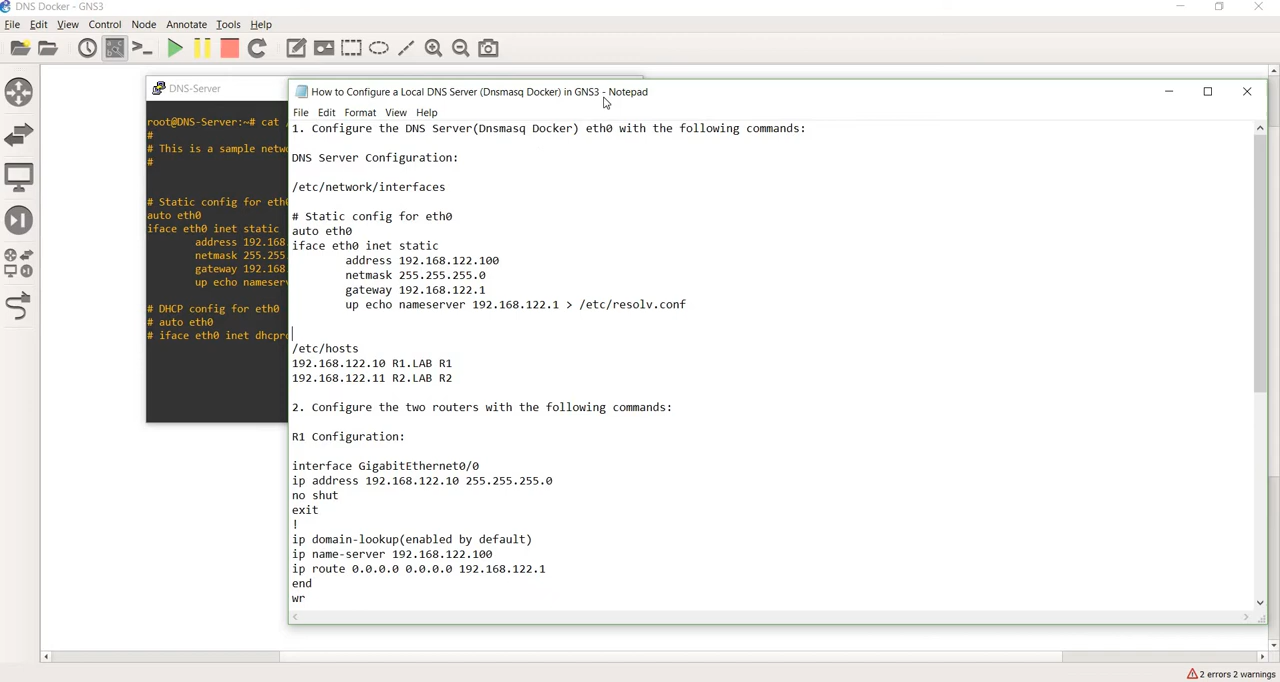 DNS Docker - GNS3
File Edit View Control Node Annotate Tools Help
DNS-Server
root@DNS-Server:~# cat
#
# This is a sample netw
#
# Static config for eth
auto eth0
iface eth0 inet static
address 192.168
netmask 255.255
gateway 192.168
up echo nameser
# DHCP config for eth0
# auto eth0
# iface eth0 inet dhcp
How to Configure a Local DNS Server (Dnsmasq Docker) in GNS3 - Notepad
File Edit Format View Help
1. Configure the DNS Server(Dnsmasq Docker) eth0 with the following commands:
DNS Server Configuration:
/etc/network/interfaces
# Static config for eth0
auto eth0
iface eth0 inet static
address 192.168.122.100
netmask 255.255.255.0
gateway 192.168.122.1
up echo nameserver 192.168.122.1 > /etc/resolv.conf
/etc/hosts
192.168.122.10 R1.LAB R1
192.168.122.11 R2.LAB R2
2. Configure the two routers with the following commands:
R1 Configuration:
interface GigabitEthernet0/0
ip address 192.168.122.10 255.255.255.0
no shut
exit
!
ip domain-lookup(enabled by default)
ip name-server 192.168.122.100
ip route 0.0.0.0 0.0.0.0 192.168.122.1
end
wr
2 errors 2 warnings